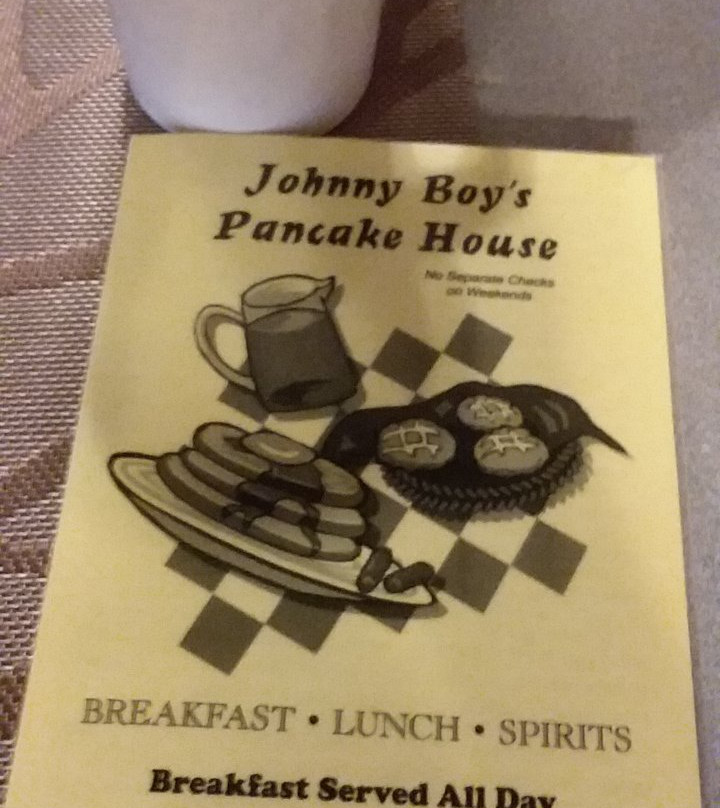 Johnny Boy's
Pancake House
No Separate Checks
on Weekends
BREAKFAST • LUNCH • SPIRITS
Breakfast Served All Day